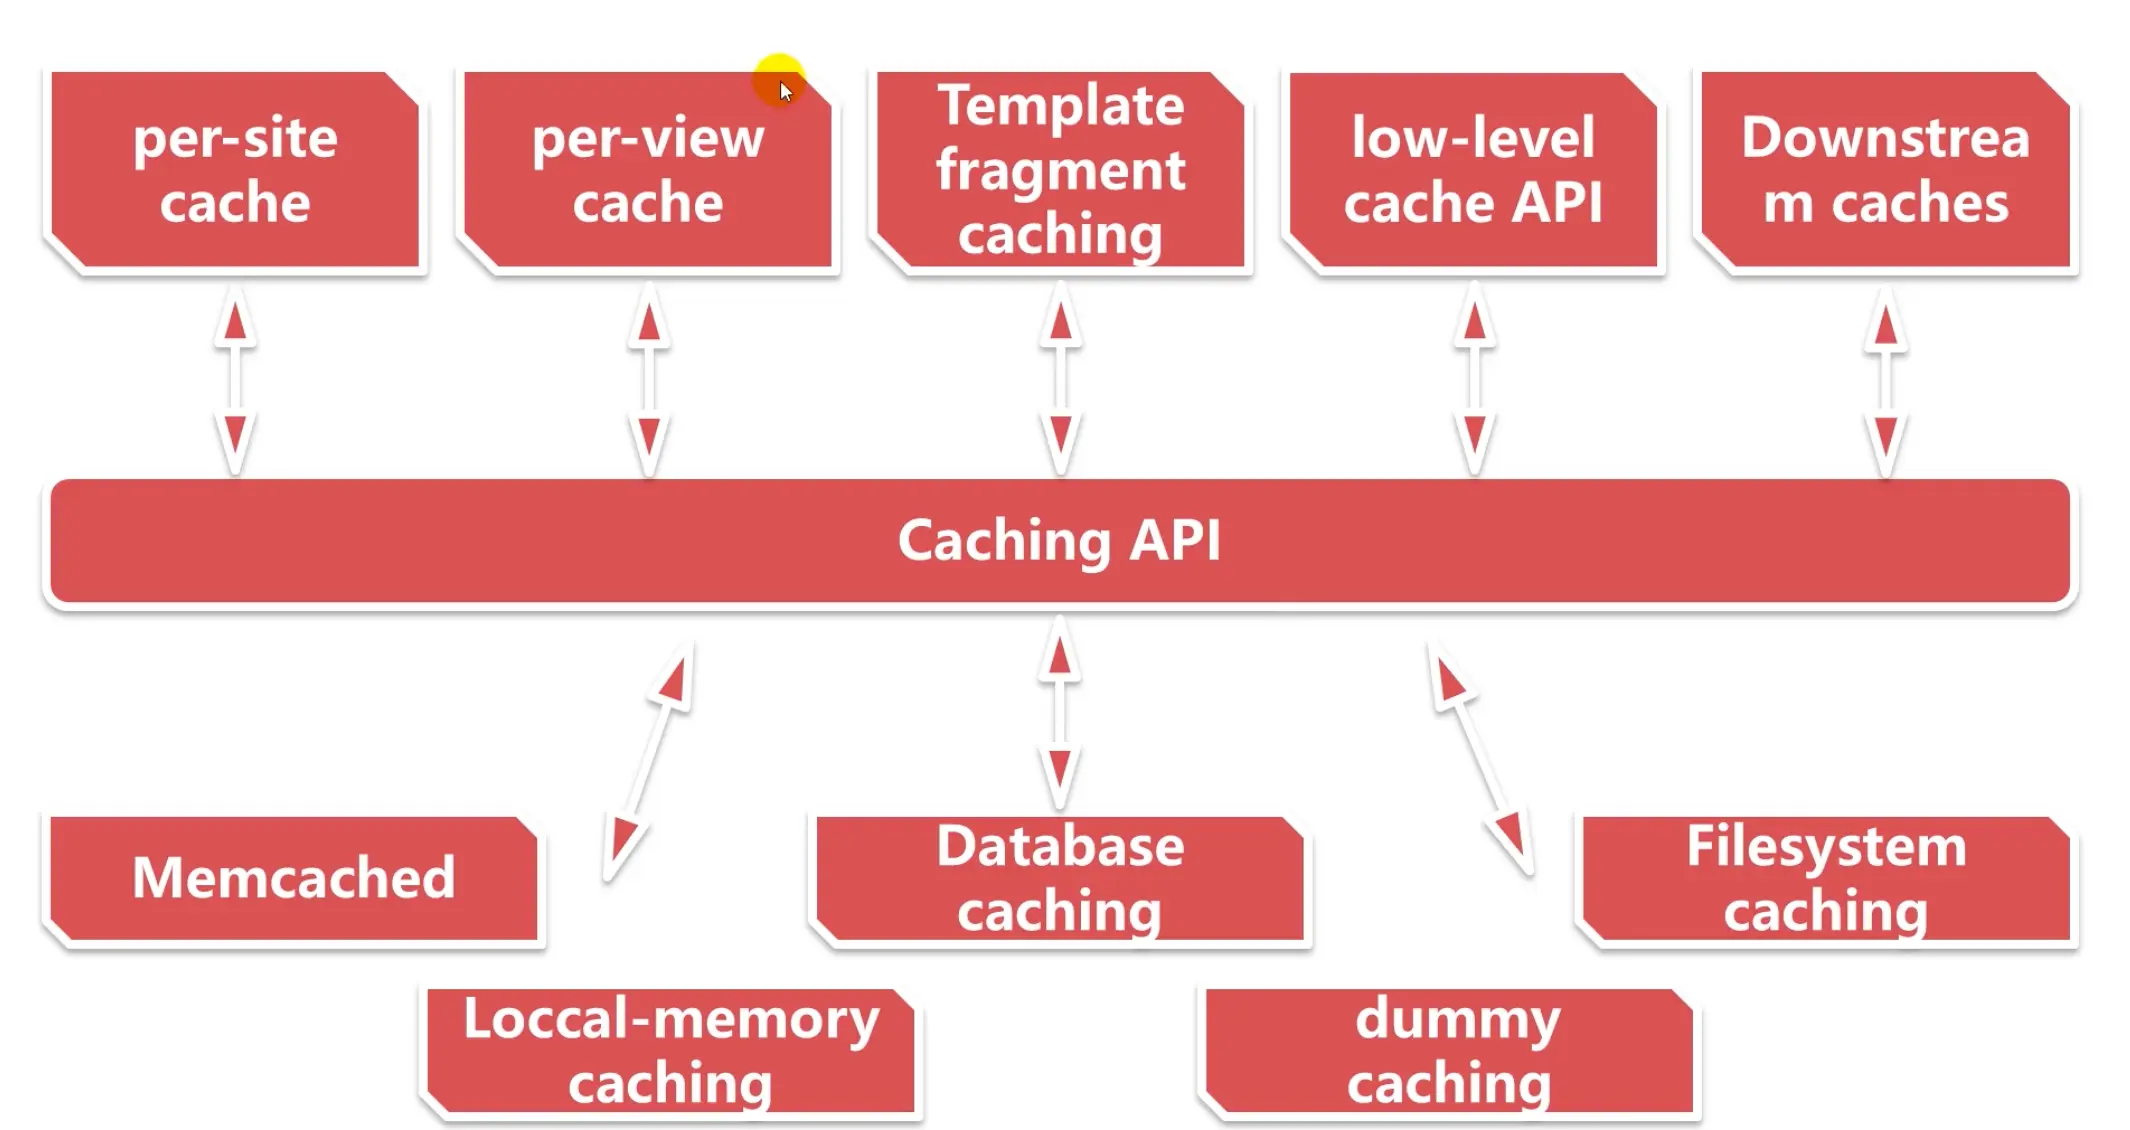 per-site
cache
per-view
cache
Template
fragment
caching
low-level
cache API
Downstrea
m caches
Caching API
Memcached
Database
caching
Filesystem
caching
Loccal-memory
caching
dummy
caching